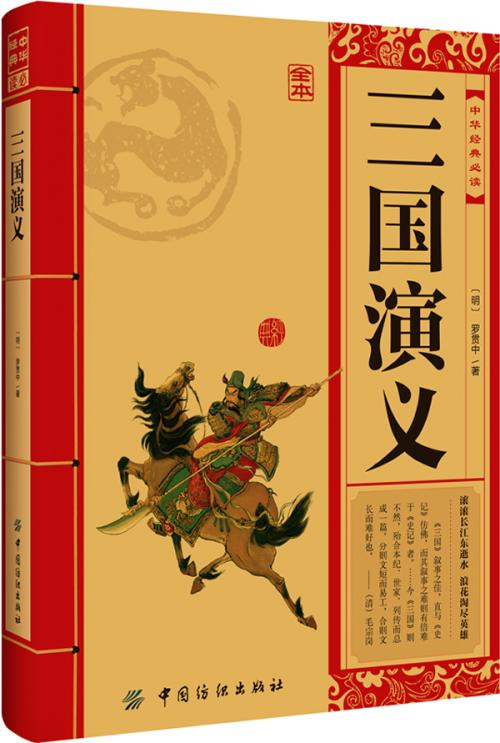 中华经典必读
三国演义
〔明〕罗贯中/著
中国纺织出版社
全本
三国演义
【中华经典必读】
〔明〕罗贯中/著
滚滚长江东逝水 浪花淘尽英雄
《三国》叙事之佳，直与《史
记》仿佛，而其叙事之难则有倍难
于《史记》者。……今《三国》则
不然，殆合本纪、世家、列传而总
成一篇。分则文短而易工，合则文
长而难好也。 ——〔清〕毛宗岗
中国纺织出版社